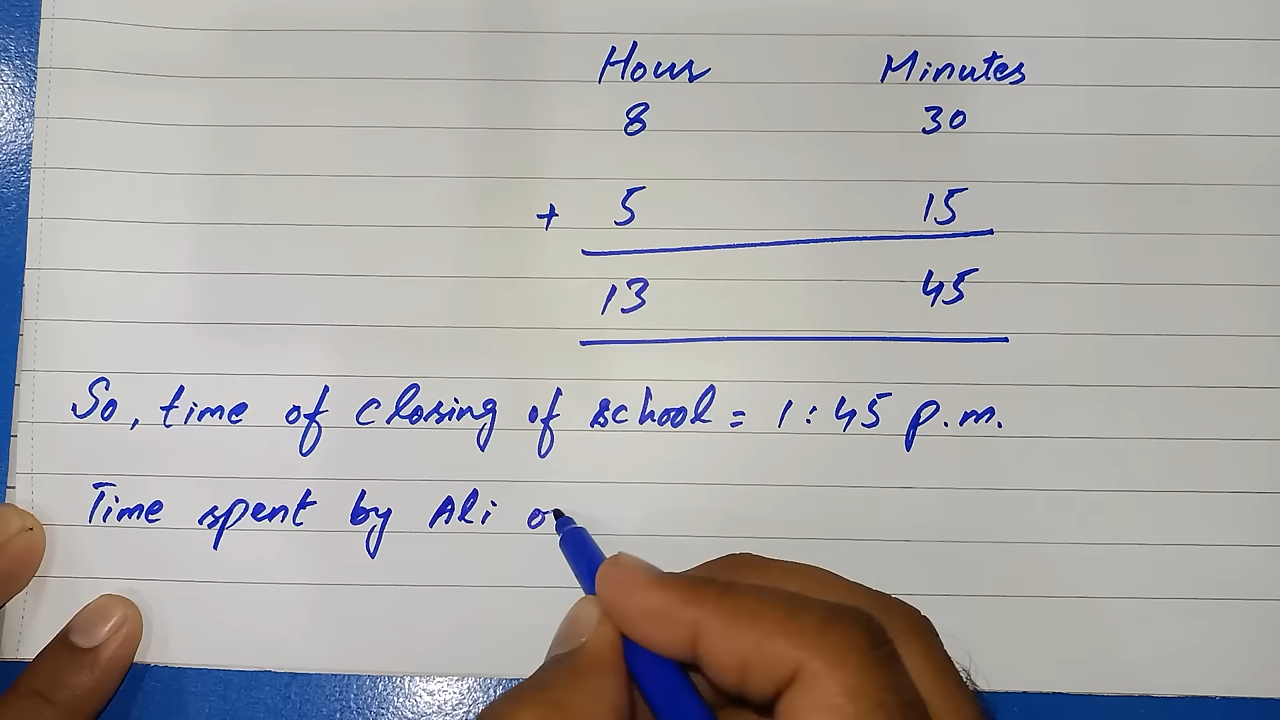 Hour Minutes
8 30
+ 5 15
13 45
So, time of closing of school = 1:45 p.m.
Time spent by Ali